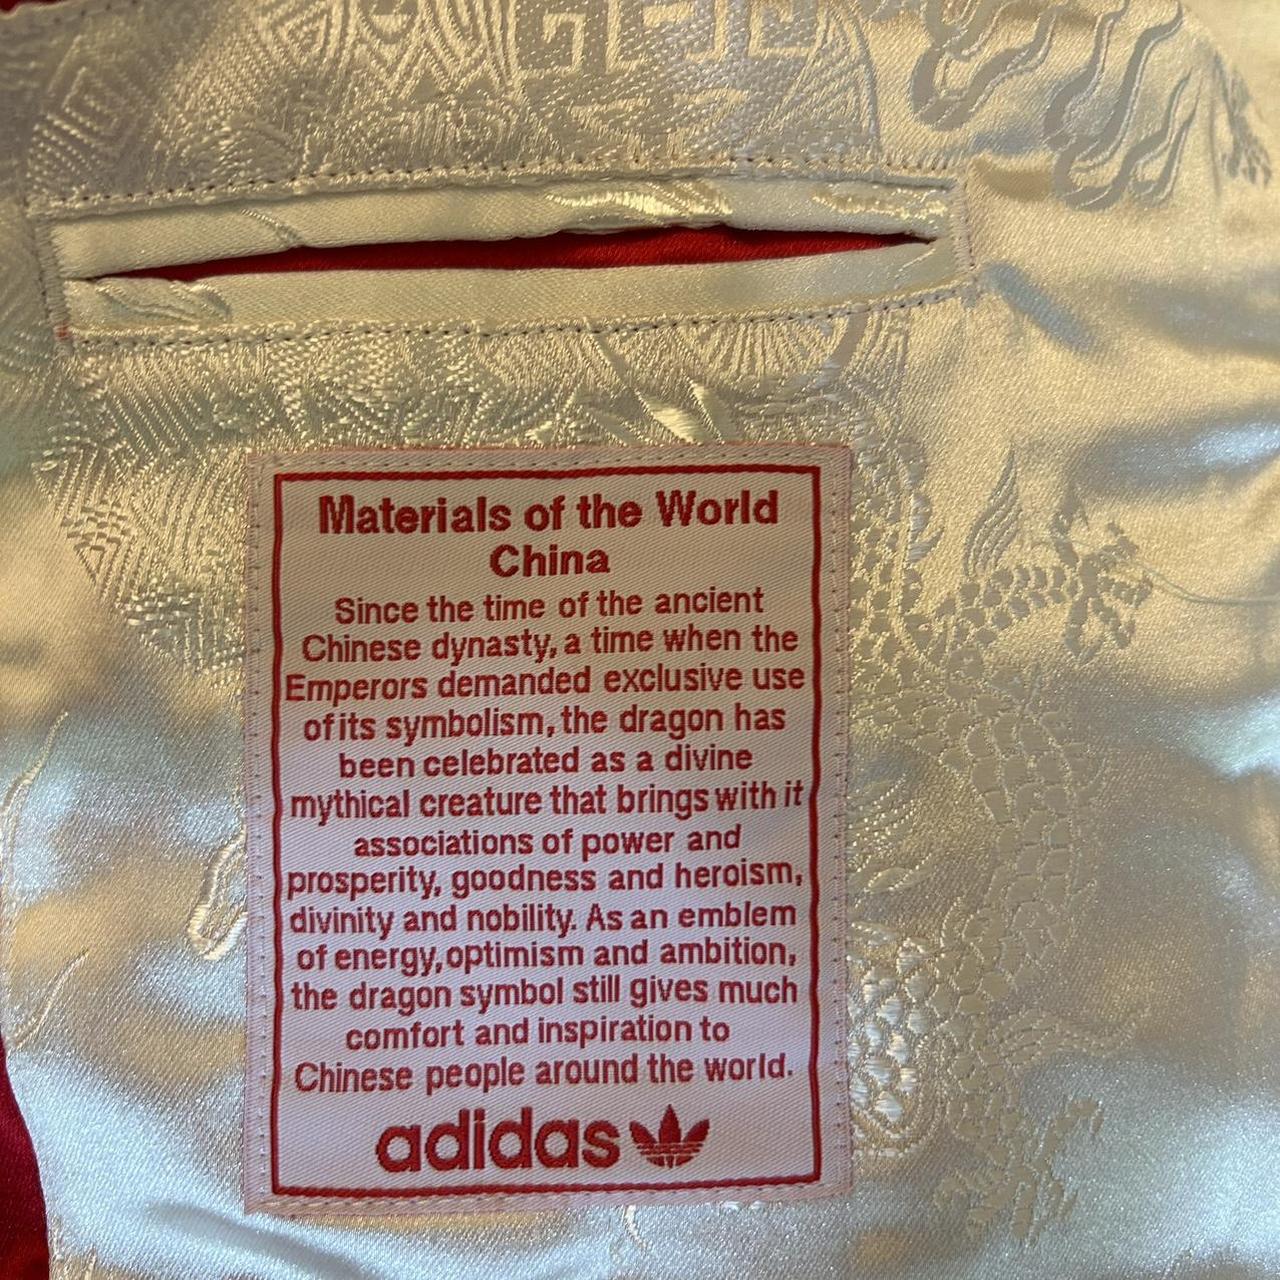 Materials of the World
China
Since the time of the ancient
Chinese dynasty, a time when the
Emperors demanded exclusive use
of its symbolism, the dragon has
been celebrated as a divine
mythical creature that brings with it
associations of power and
prosperity, goodness and heroism,
divinity and nobility. As an emblem
of energy, optimism and ambition,
the dragon symbol still gives much
comfort and inspiration to
Chinese people around the world.
adidas